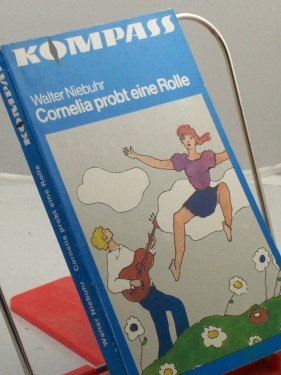 KOMPASS
Walter Niebuhr
Cornelia probt eine Rolle
KOMPASS
Walter Niebuhr Cornelia probt eine Rolle